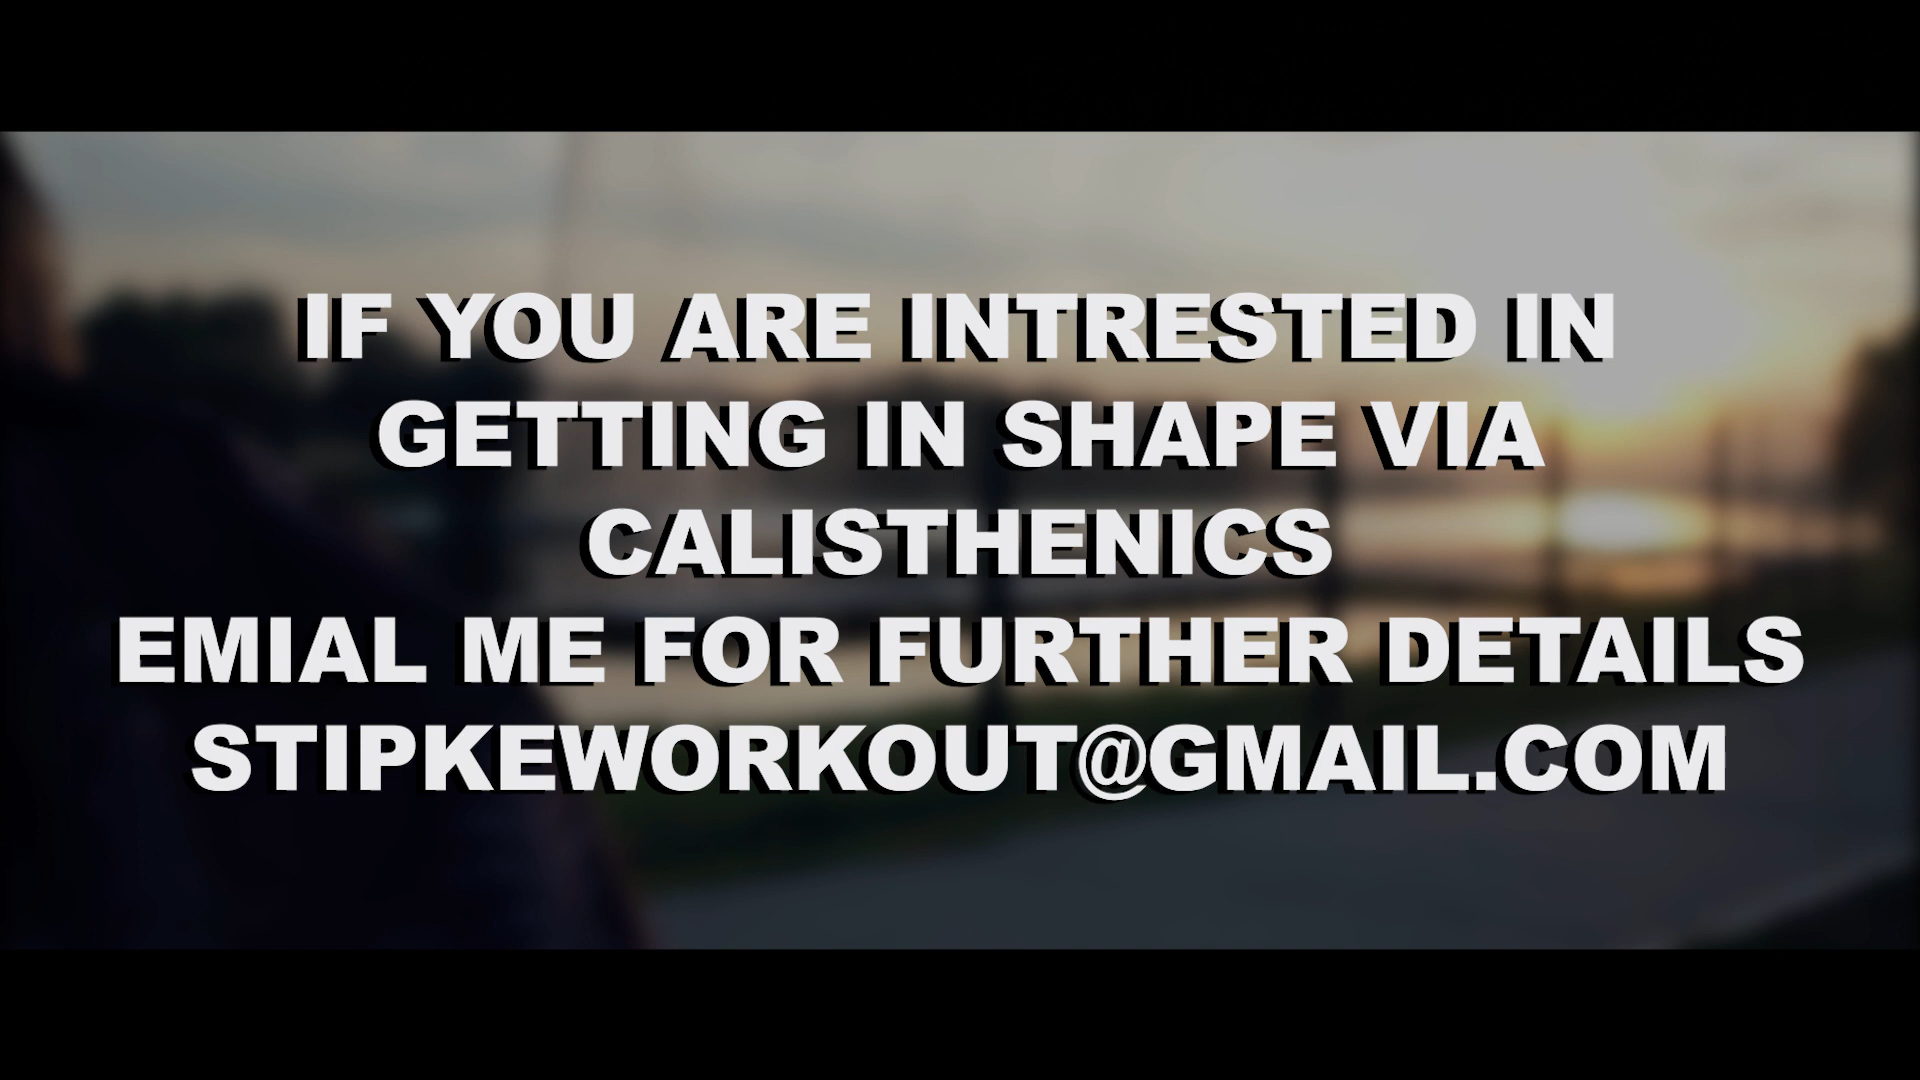 IF YOU ARE INTRESTED IN
GETTING IN SHAPE VIA
CALISTHENICS
EMIAL ME FOR FURTHER DETAILS
STIPKEWORKOUT@GMAIL.COM